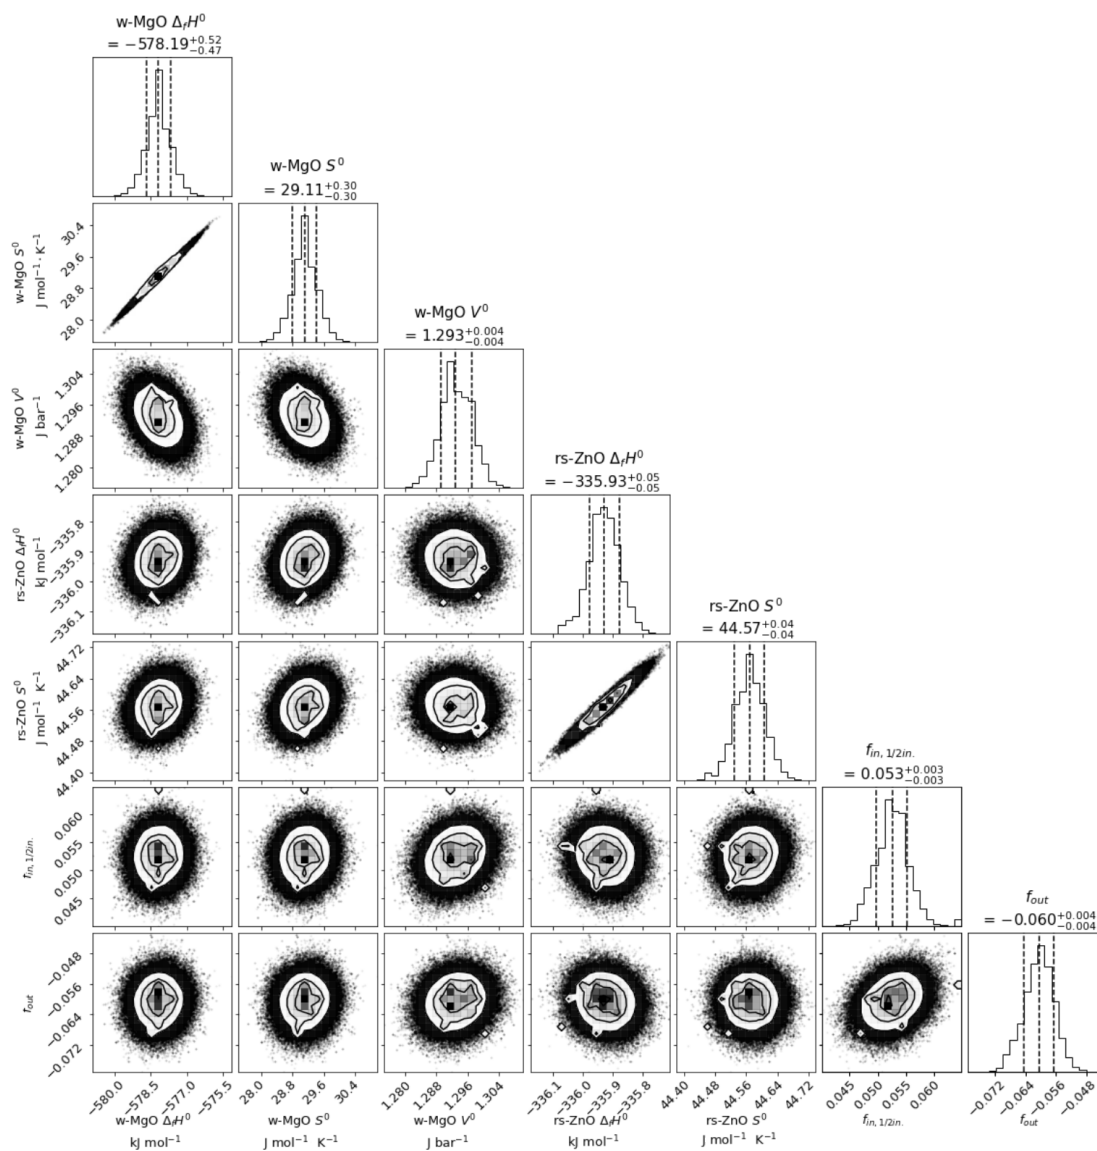 w-MgO Δ_fH⁰
= −578.19+0.52 −0.47
w-MgO S⁰
= 29.11+0.30 −0.30
w-MgO V⁰
= 1.293+0.004 −0.004
rs-ZnO Δ_fH⁰
= −335.93+0.05 −0.05
rs-ZnO S⁰
= 44.57+0.04 −0.04
f_in, 1/2in.
= 0.053+0.003 −0.003
f_out
= −0.060+0.004 −0.004
w-MgO S⁰
J mol⁻¹· K⁻¹
30.4
29.6
28.8
28.0
w-MgO V⁰
J bar⁻¹
1.304
1.296
1.288
1.280
rs-ZnO Δ_fH⁰
kJ mol⁻¹
−335.8
−335.9
−336.0
−336.1
rs-ZnO S⁰
J mol⁻¹ K⁻¹
44.72
44.64
44.56
44.48
44.40
f_in, 1/2in.
0.060
0.055
0.050
0.045
f_out
−0.048
−0.056
−0.064
−0.072
−580.0 −578.5 −577.0 −575.5
w-MgO Δ_fH⁰
kJ mol⁻¹
28.0 28.8 29.6 30.4
w-MgO S⁰
J mol⁻¹ K⁻¹
1.280 1.288 1.296 1.304
w-MgO V⁰
J bar⁻¹
−336.1 −336.0 −335.9 −335.8
rs-ZnO Δ_fH⁰
kJ mol⁻¹
44.40 44.48 44.56 44.64 44.72
rs-ZnO S⁰
J mol⁻¹ K⁻¹
0.045 0.050 0.055 0.060
f_in, 1/2in.
−0.072 −0.064 −0.056 −0.048
f_out